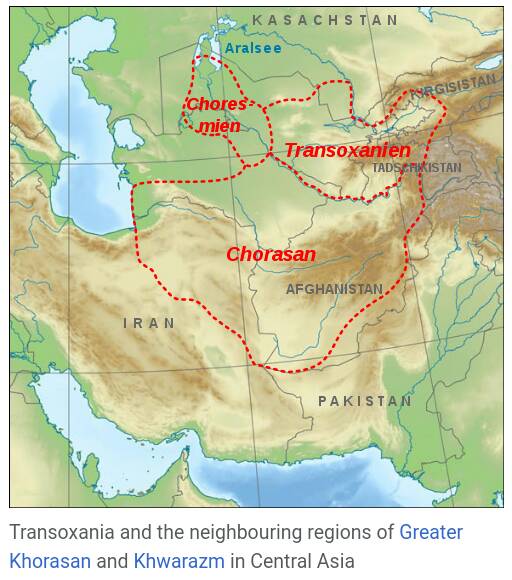 KASACHSTAN
Aralsee
KIRGISISTAN
Chores
mien
Transoxanien
TADSCHIKISTAN
Chorasan
AFGHANISTAN
IRAN
PAKISTAN
Transoxania and the neighbouring regions of Greater
Khorasan and Khwarazm in Central Asia